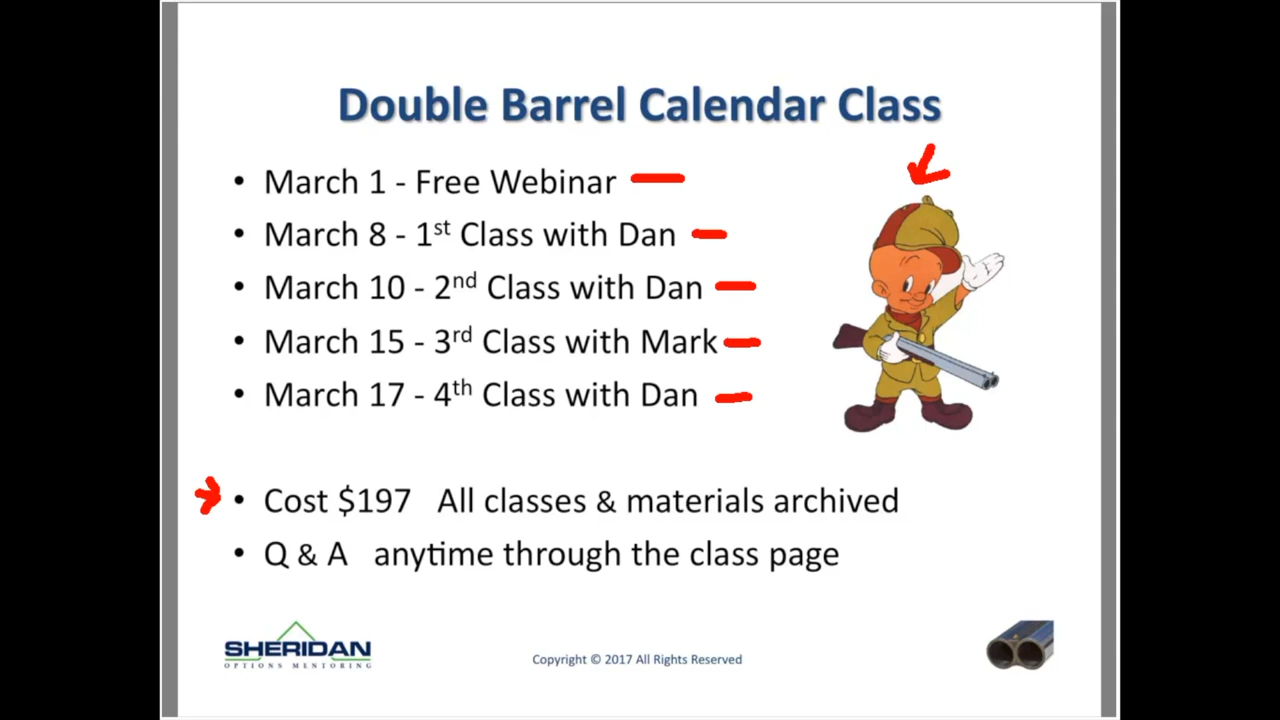 Double Barrel Calendar Class
• March 1 - Free Webinar
• March 8 - 1st Class with Dan
• March 10 - 2nd Class with Dan
• March 15 - 3rd Class with Mark
• March 17 - 4th Class with Dan
• Cost $197 All classes & materials archived
• Q & A anytime through the class page
SHERIDAN
OPTIONS MENTORING
Copyright © 2017 All Rights Reserved